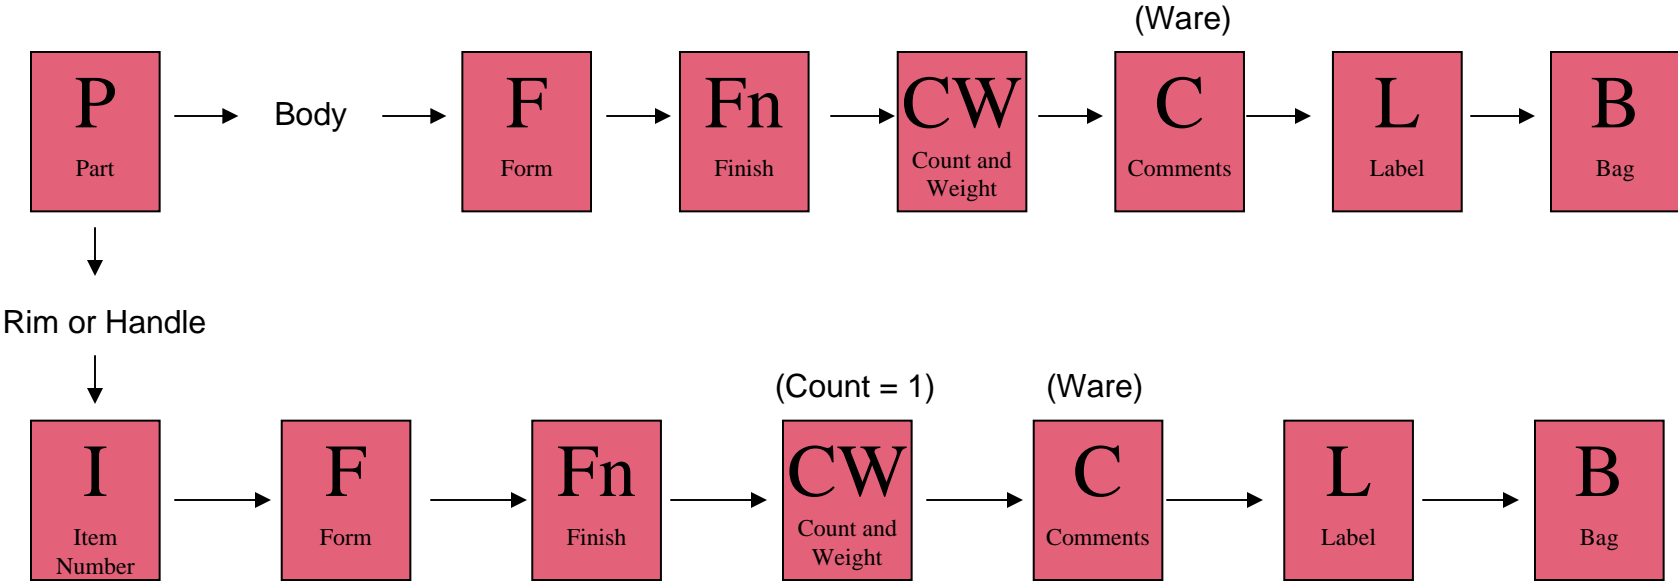 (Ware)
P
Part
Body
F
Form
Fn
Finish
CW
Count and
Weight
C
Comments
L
Label
B
Bag
Rim or Handle
(Count = 1)
(Ware)
I
Item
Number
F
Form
Fn
Finish
CW
Count and
Weight
C
Comments
L
Label
B
Bag